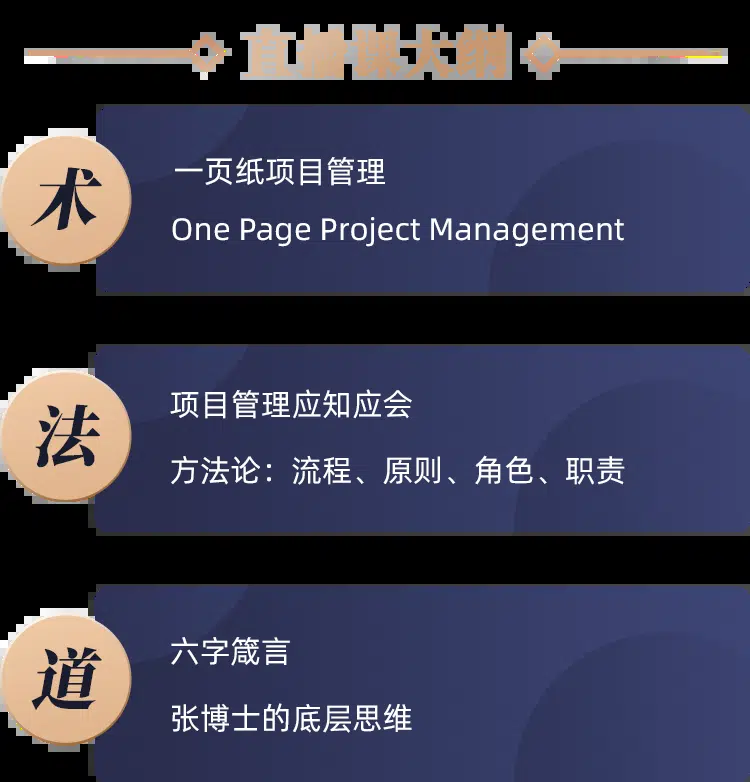 直播课大纲
术
一页纸项目管理
One Page Project Management
法
项目管理应知应会
方法论：流程、原则、角色、职责
道
六字箴言
张博士的底层思维